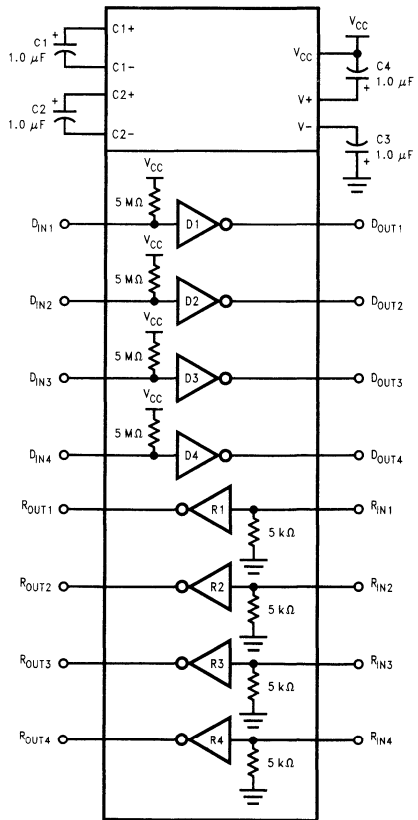 C1+
C1
1.0 μF
+
C1-
C2+
C2
1.0 μF
+
C2-
VCC
VCC
V+
C4
1.0 μF
+
V-
C3
1.0 μF
+
VCC
5 MΩ
DIN1
D1
DOUT1
VCC
5 MΩ
DIN2
D2
DOUT2
VCC
5 MΩ
DIN3
D3
DOUT3
VCC
5 MΩ
DIN4
D4
DOUT4
ROUT1
R1
RIN1
5 kΩ
ROUT2
R2
RIN2
5 kΩ
ROUT3
R3
RIN3
5 kΩ
ROUT4
R4
RIN4
5 kΩ